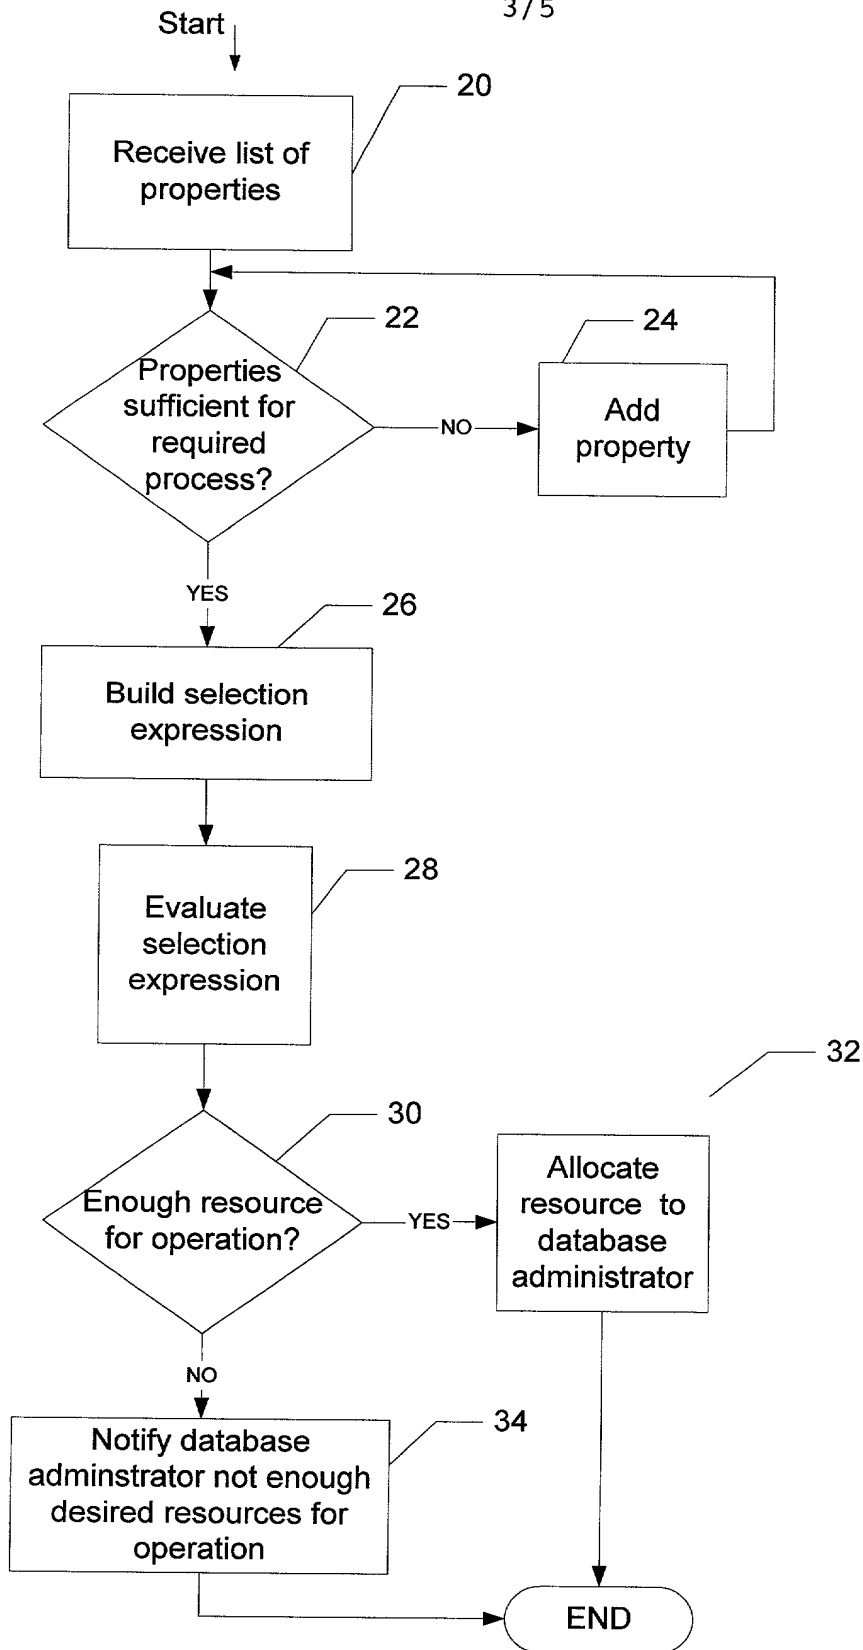 3/5
Start
20
Receive list of
properties
22
Properties
sufficient for
required
process?
NO
24
Add
property
YES
26
Build selection
expression
28
Evaluate
selection
expression
30
Enough resource
for operation?
YES
32
Allocate
resource to
database
administrator
NO
34
Notify database
adminstrator not enough
desired resources for
operation
END